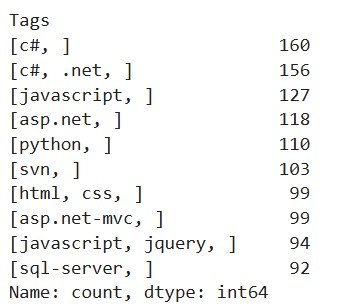 Tags
[c#, ] 160
[c#, .net, ] 156
[javascript, ] 127
[asp.net, ] 118
[python, ] 110
[svn, ] 103
[html, css, ] 99
[asp.net-mvc, ] 99
[javascript, jquery, ] 94
[sql-server, ] 92
Name: count, dtype: int64